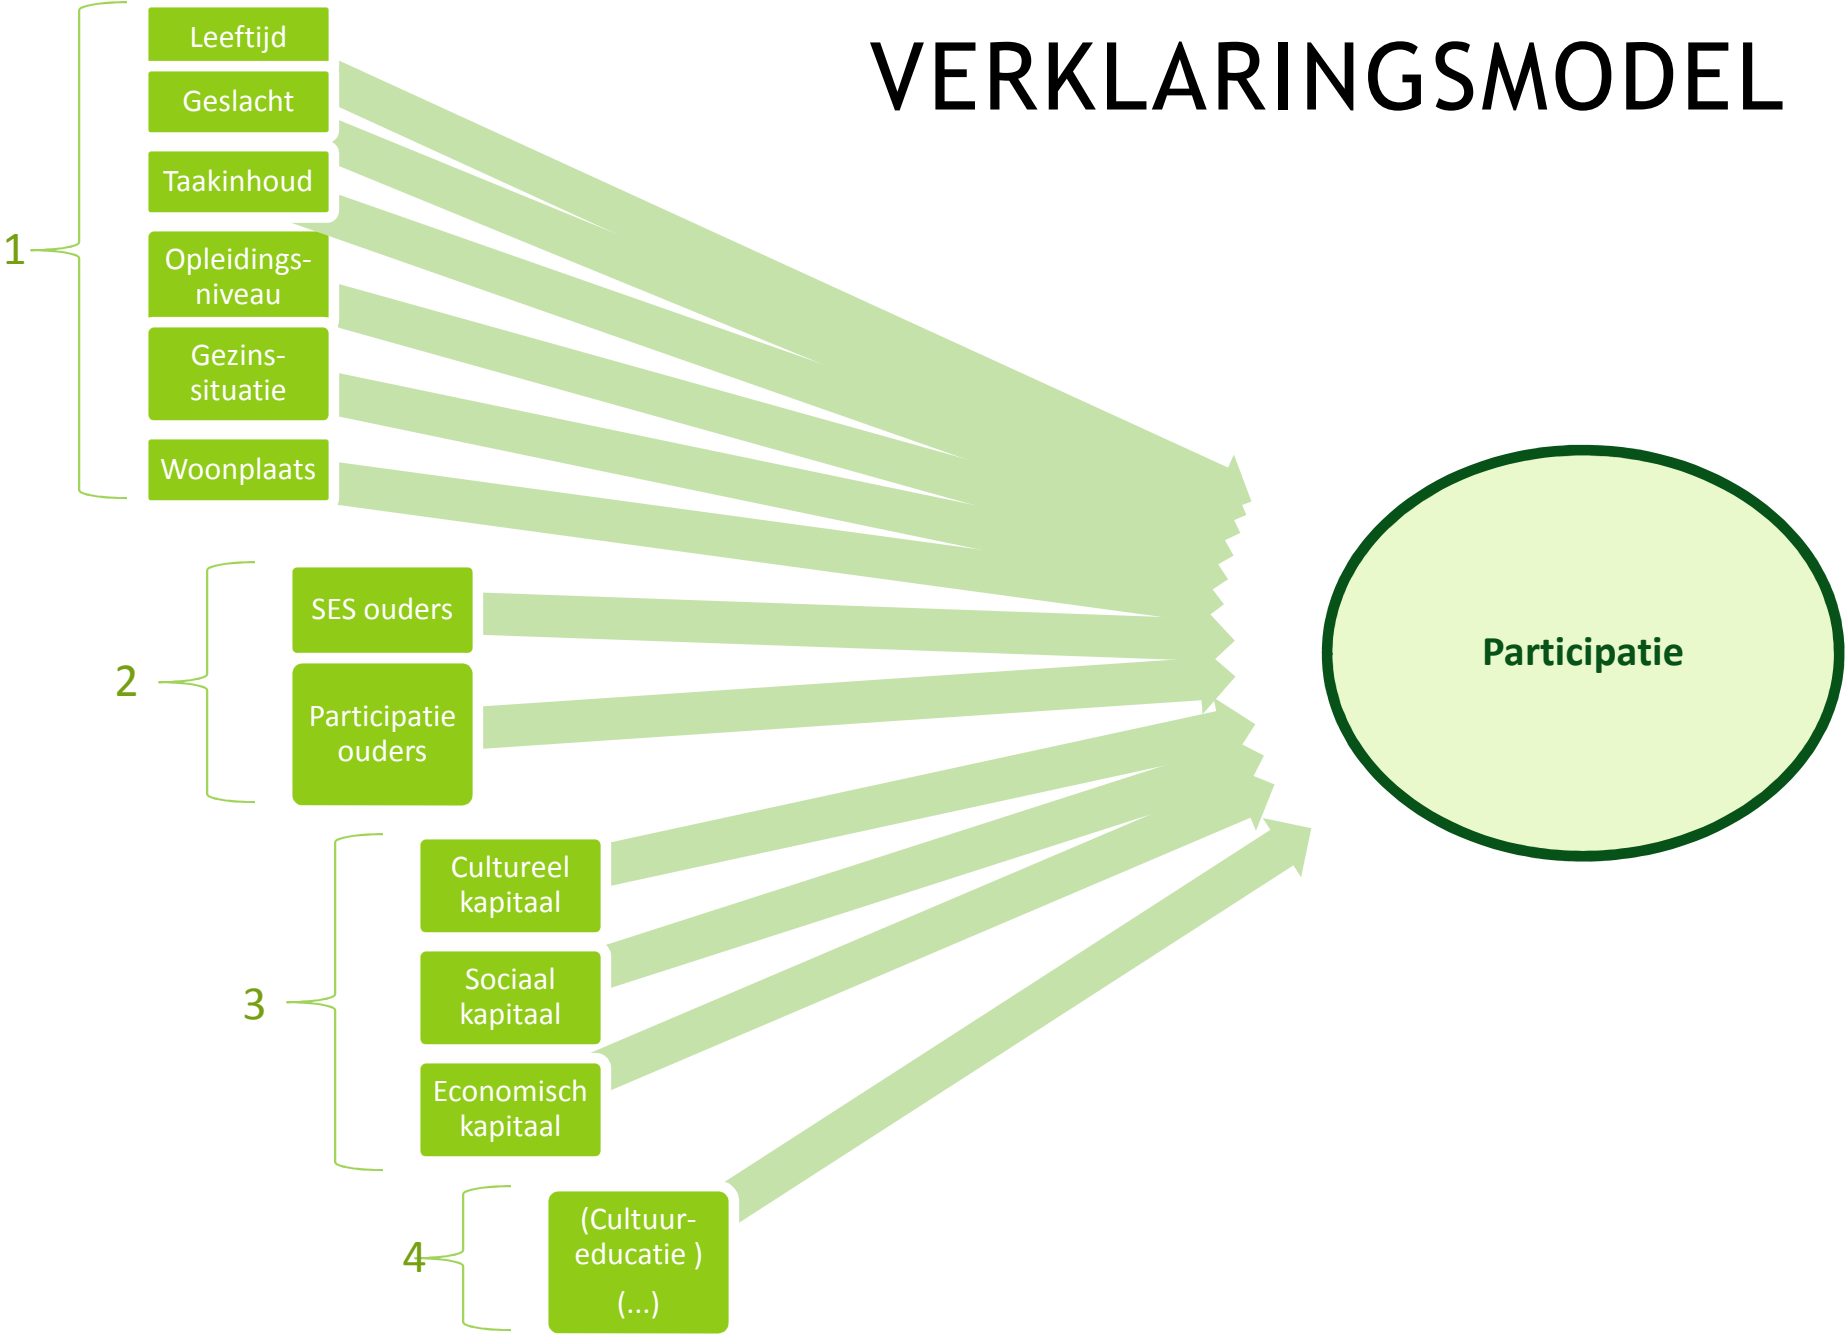 VERKLARINGSMODEL
1
Leeftijd
Geslacht
Taakinhoud
Opleidings-
niveau
Gezins-
situatie
Woonplaats
2
SES ouders
Participatie
ouders
3
Cultureel
kapitaal
Sociaal
kapitaal
Economisch
kapitaal
4
(Cultuur-
educatie )
(...)
Participatie